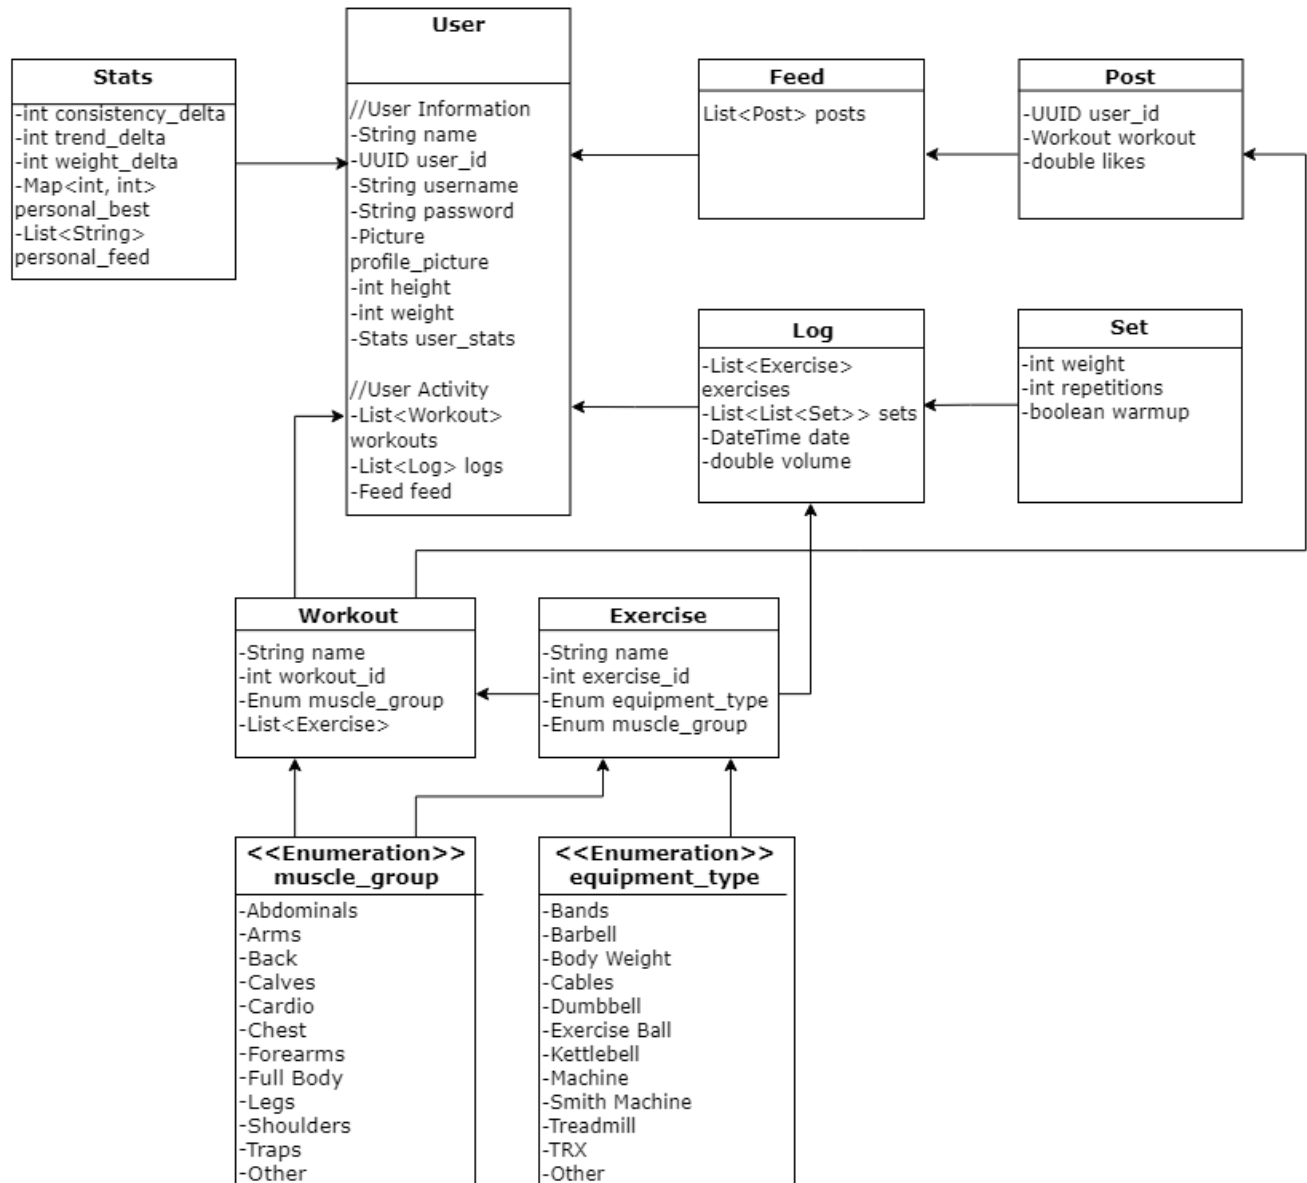 User
//User Information
-String name
-UUID user_id
-String username
-String password
-Picture
profile_picture
-int height
-int weight
-Stats user_stats
//User Activity
-List<Workout>
workouts
-List<Log> logs
-Feed feed
Stats
-int consistency_delta
-int trend_delta
-int weight_delta
-Map<int, int>
personal_best
-List<String>
personal_feed
Feed
List<Post> posts
Post
-UUID user_id
-Workout workout
-double likes
Log
-List<Exercise>
exercises
-List<List<Set>> sets
-DateTime date
-double volume
Set
-int weight
-int repetitions
-boolean warmup
Workout
-String name
-int workout_id
-Enum muscle_group
-List<Exercise>
Exercise
-String name
-int exercise_id
-Enum equipment_type
-Enum muscle_group
<<Enumeration>>
muscle_group
-Abdominals
-Arms
-Back
-Calves
-Cardio
-Chest
-Forearms
-Full Body
-Legs
-Shoulders
-Traps
-Other
<<Enumeration>>
equipment_type
-Bands
-Barbell
-Body Weight
-Cables
-Dumbbell
-Exercise Ball
-Kettlebell
-Machine
-Smith Machine
-Treadmill
-TRX
-Other